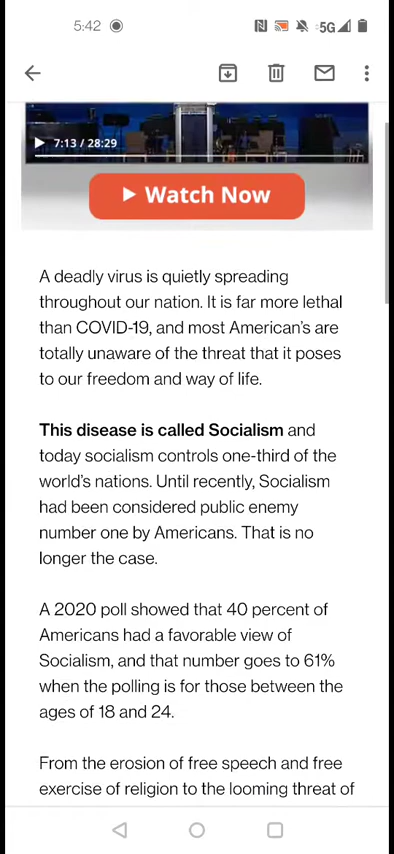 5:42
5G
7:13 / 28:29
Watch Now
A deadly virus is quietly spreading
throughout our nation. It is far more lethal
than COVID-19, and most American's are
totally unaware of the threat that it poses
to our freedom and way of life.
This disease is called Socialism and
today socialism controls one-third of the
world's nations. Until recently, Socialism
had been considered public enemy
number one by Americans. That is no
longer the case.
A 2020 poll showed that 40 percent of
Americans had a favorable view of
Socialism, and that number goes to 61%
when the polling is for those between the
ages of 18 and 24.
From the erosion of free speech and free
exercise of religion to the looming threat of